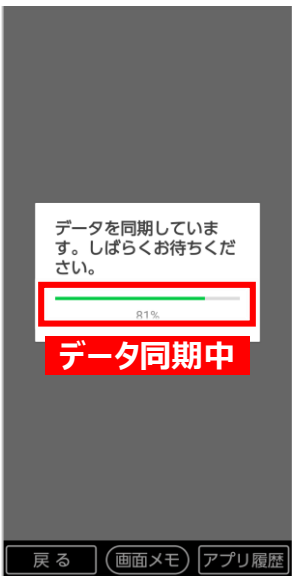 データを同期していま
す。しばらくお待ちくだ
さい。
81%
データ同期中
戻る 画面メモ アプリ履歴